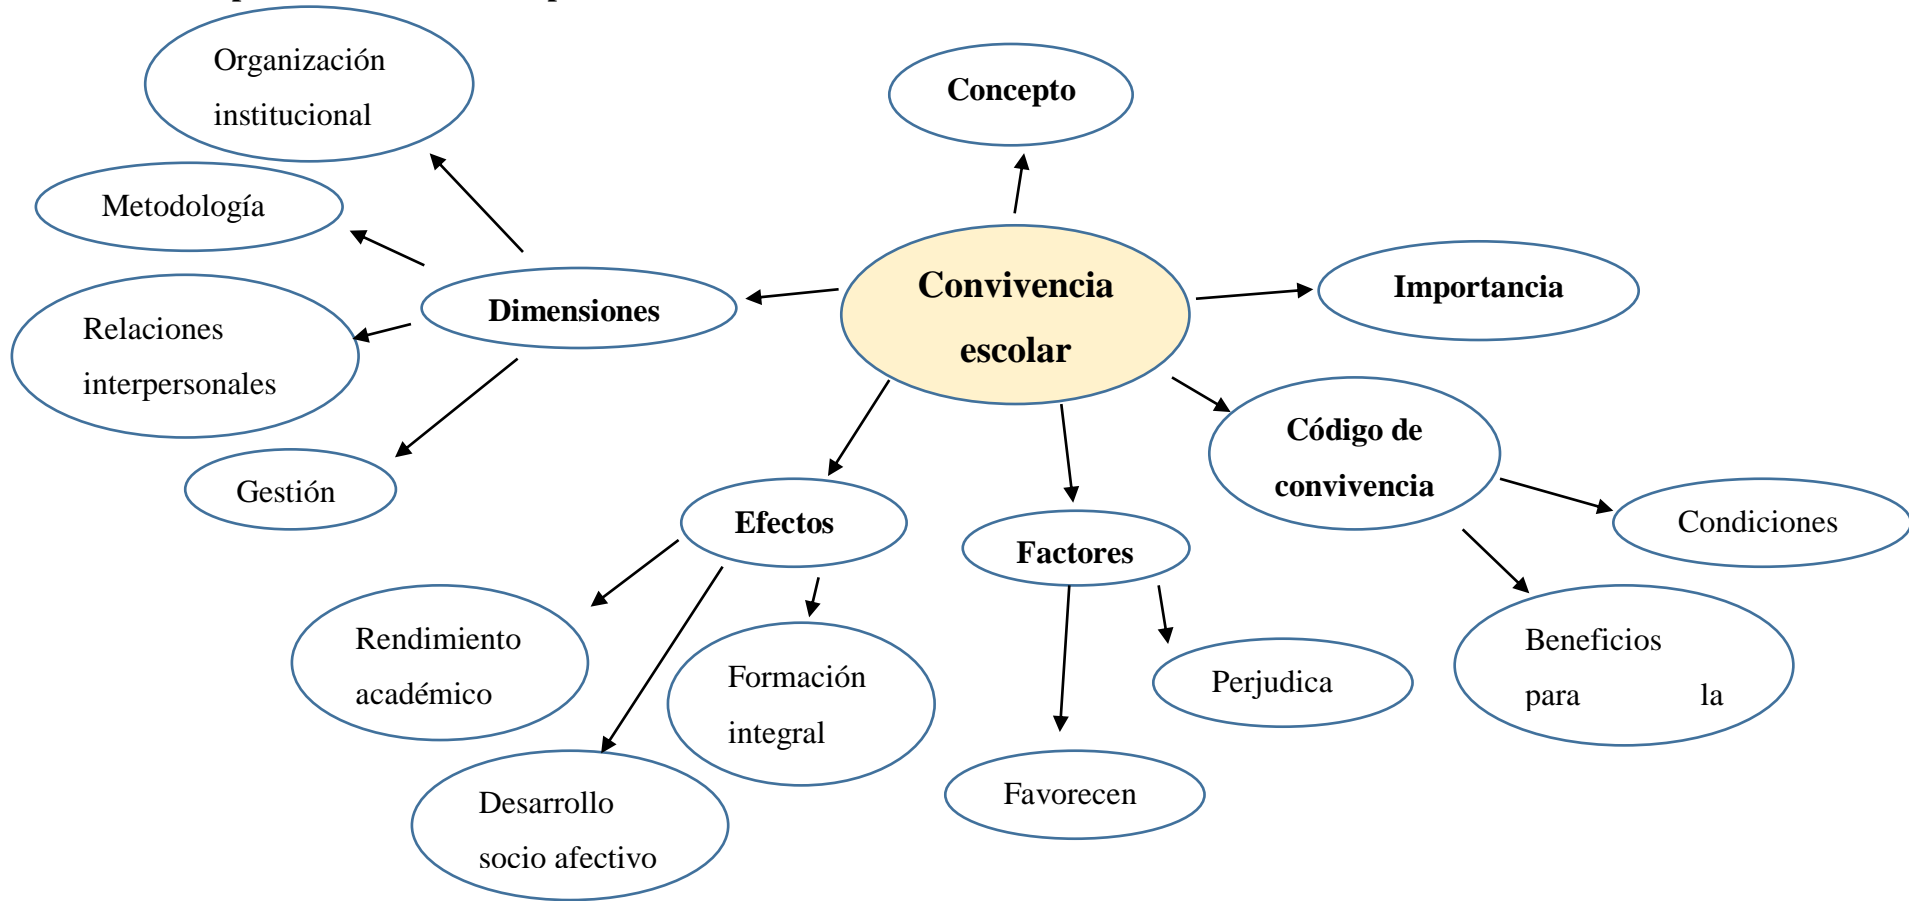 Organización
institucional
Concepto
Metodología
Convivencia
escolar
Importancia
Dimensiones
Relaciones
interpersonales
Código de
convivencia
Gestión
Efectos
Factores
Condiciones
Rendimiento
académico
Formación
integral
Perjudica
Beneficios
para la
Favorecen
Desarrollo
socio afectivo